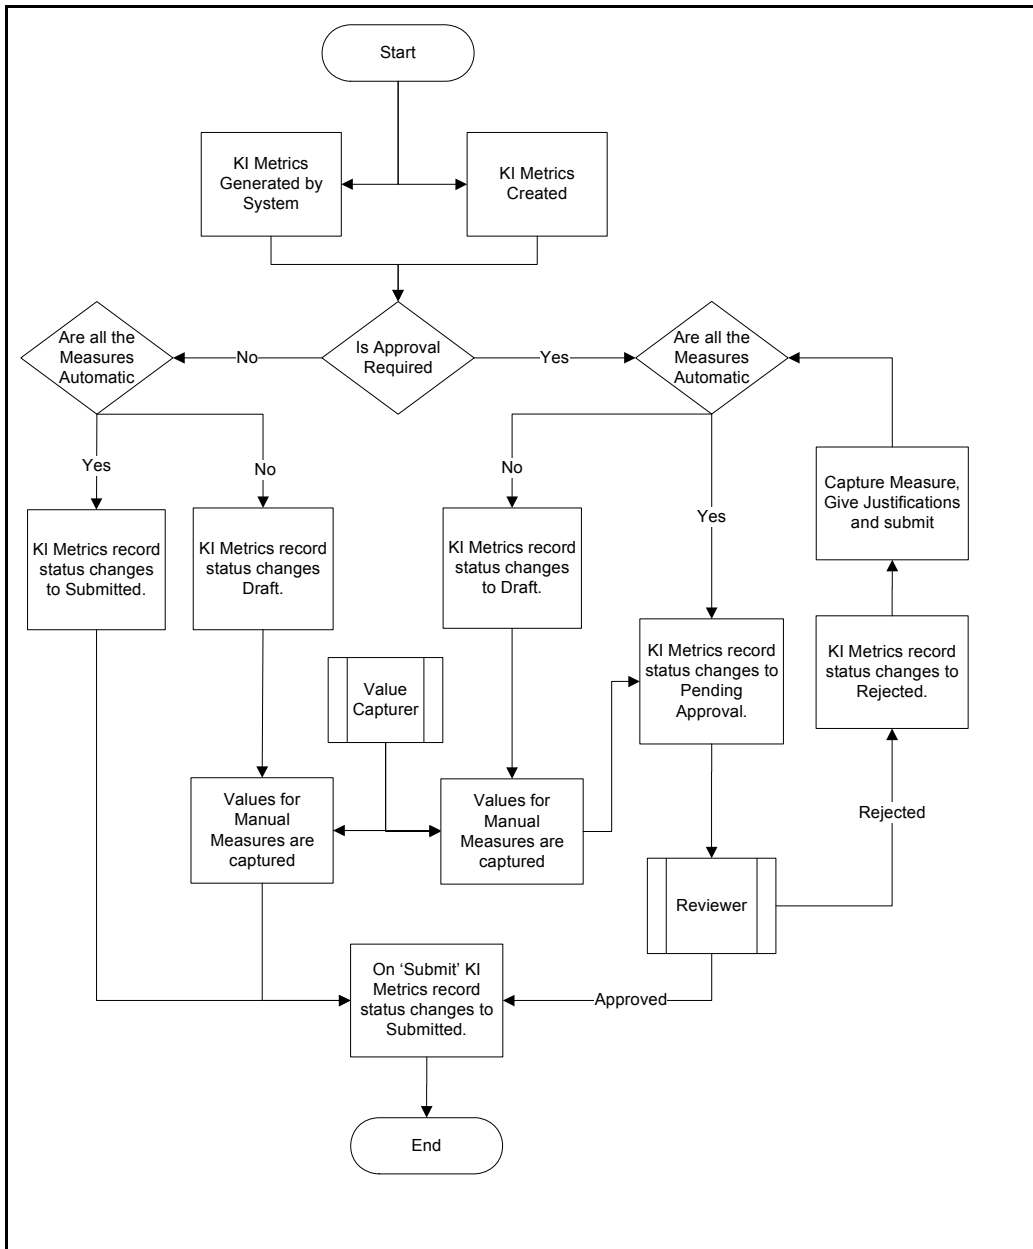 Start
KI Metrics
Generated by
System
KI Metrics
Created
Are all the
Measures
Automatic
No
Is Approval
Required
Yes
Are all the
Measures
Automatic
Yes
No
No
Yes
Capture Measure,
Give Justifications
and submit
KI Metrics record
status changes
to Submitted.
KI Metrics record
status changes
Draft.
KI Metrics record
status changes
to Draft.
KI Metrics record
status changes to
Pending
Approval.
KI Metrics record
status changes to
Rejected.
Value
Capturer
Values for
Manual
Measures are
captured
Values for
Manual
Measures are
captured
Rejected
Reviewer
On ‘Submit’ KI
Metrics record
status changes to
Submitted.
Approved
End